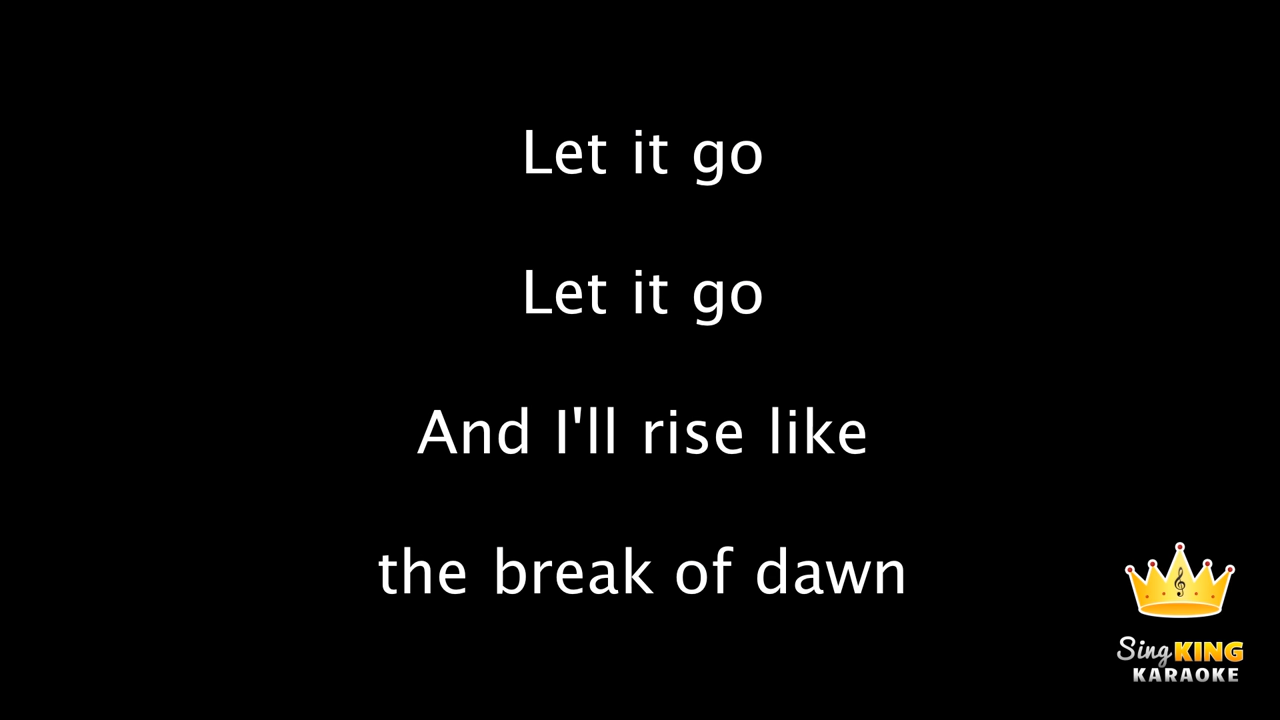 Let it go
Let it go
And I'll rise like
the break of dawn
Sing KING
KARAOKE